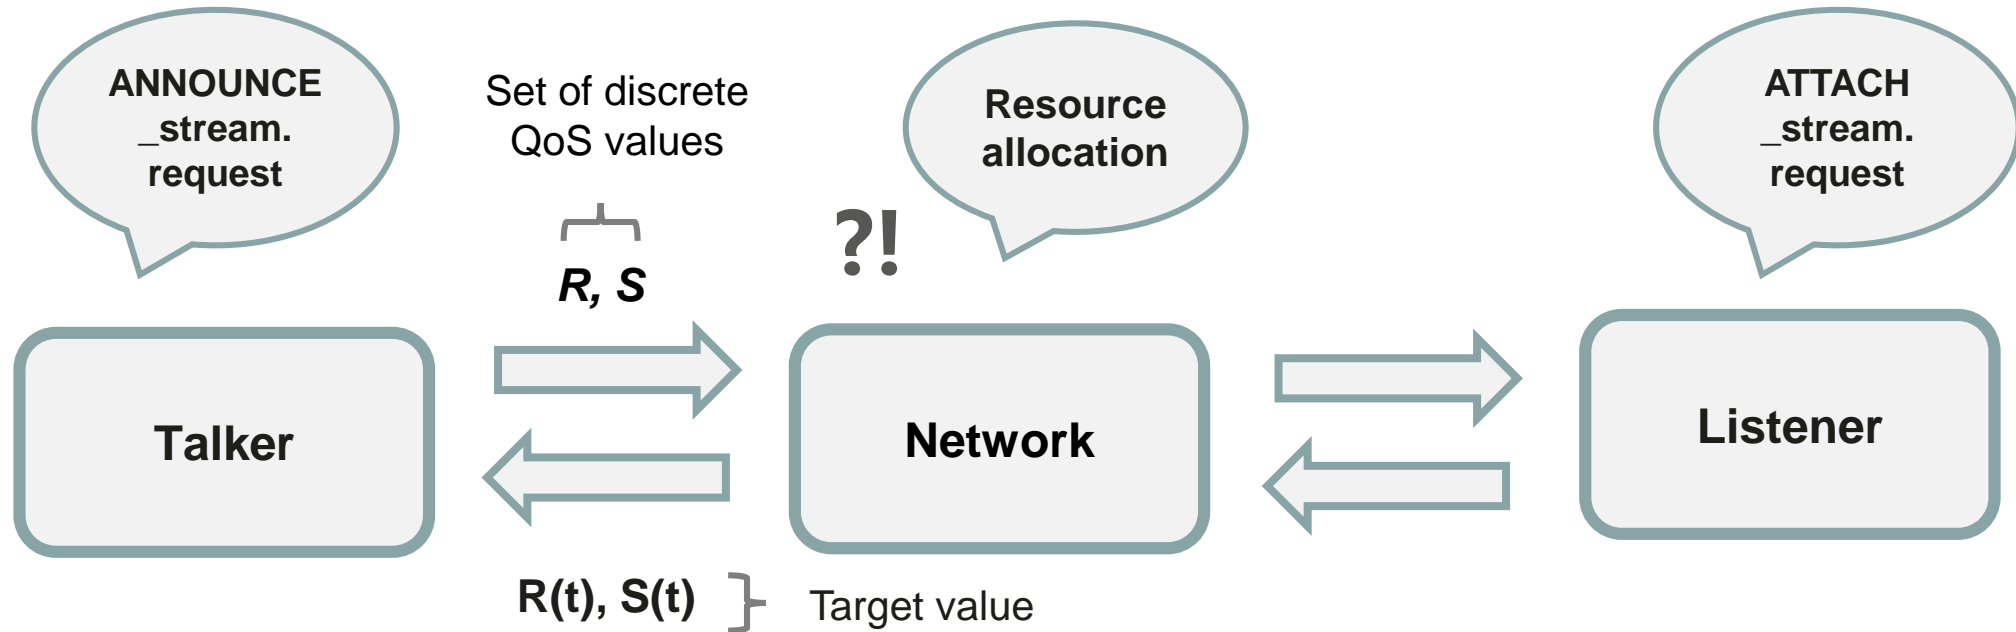 ANNOUNCE
_stream.
request
Set of discrete
QoS values
R, S
?!
Resource
allocation
ATTACH
_stream.
request
Talker
Network
Listener
R(t), S(t)
Target value